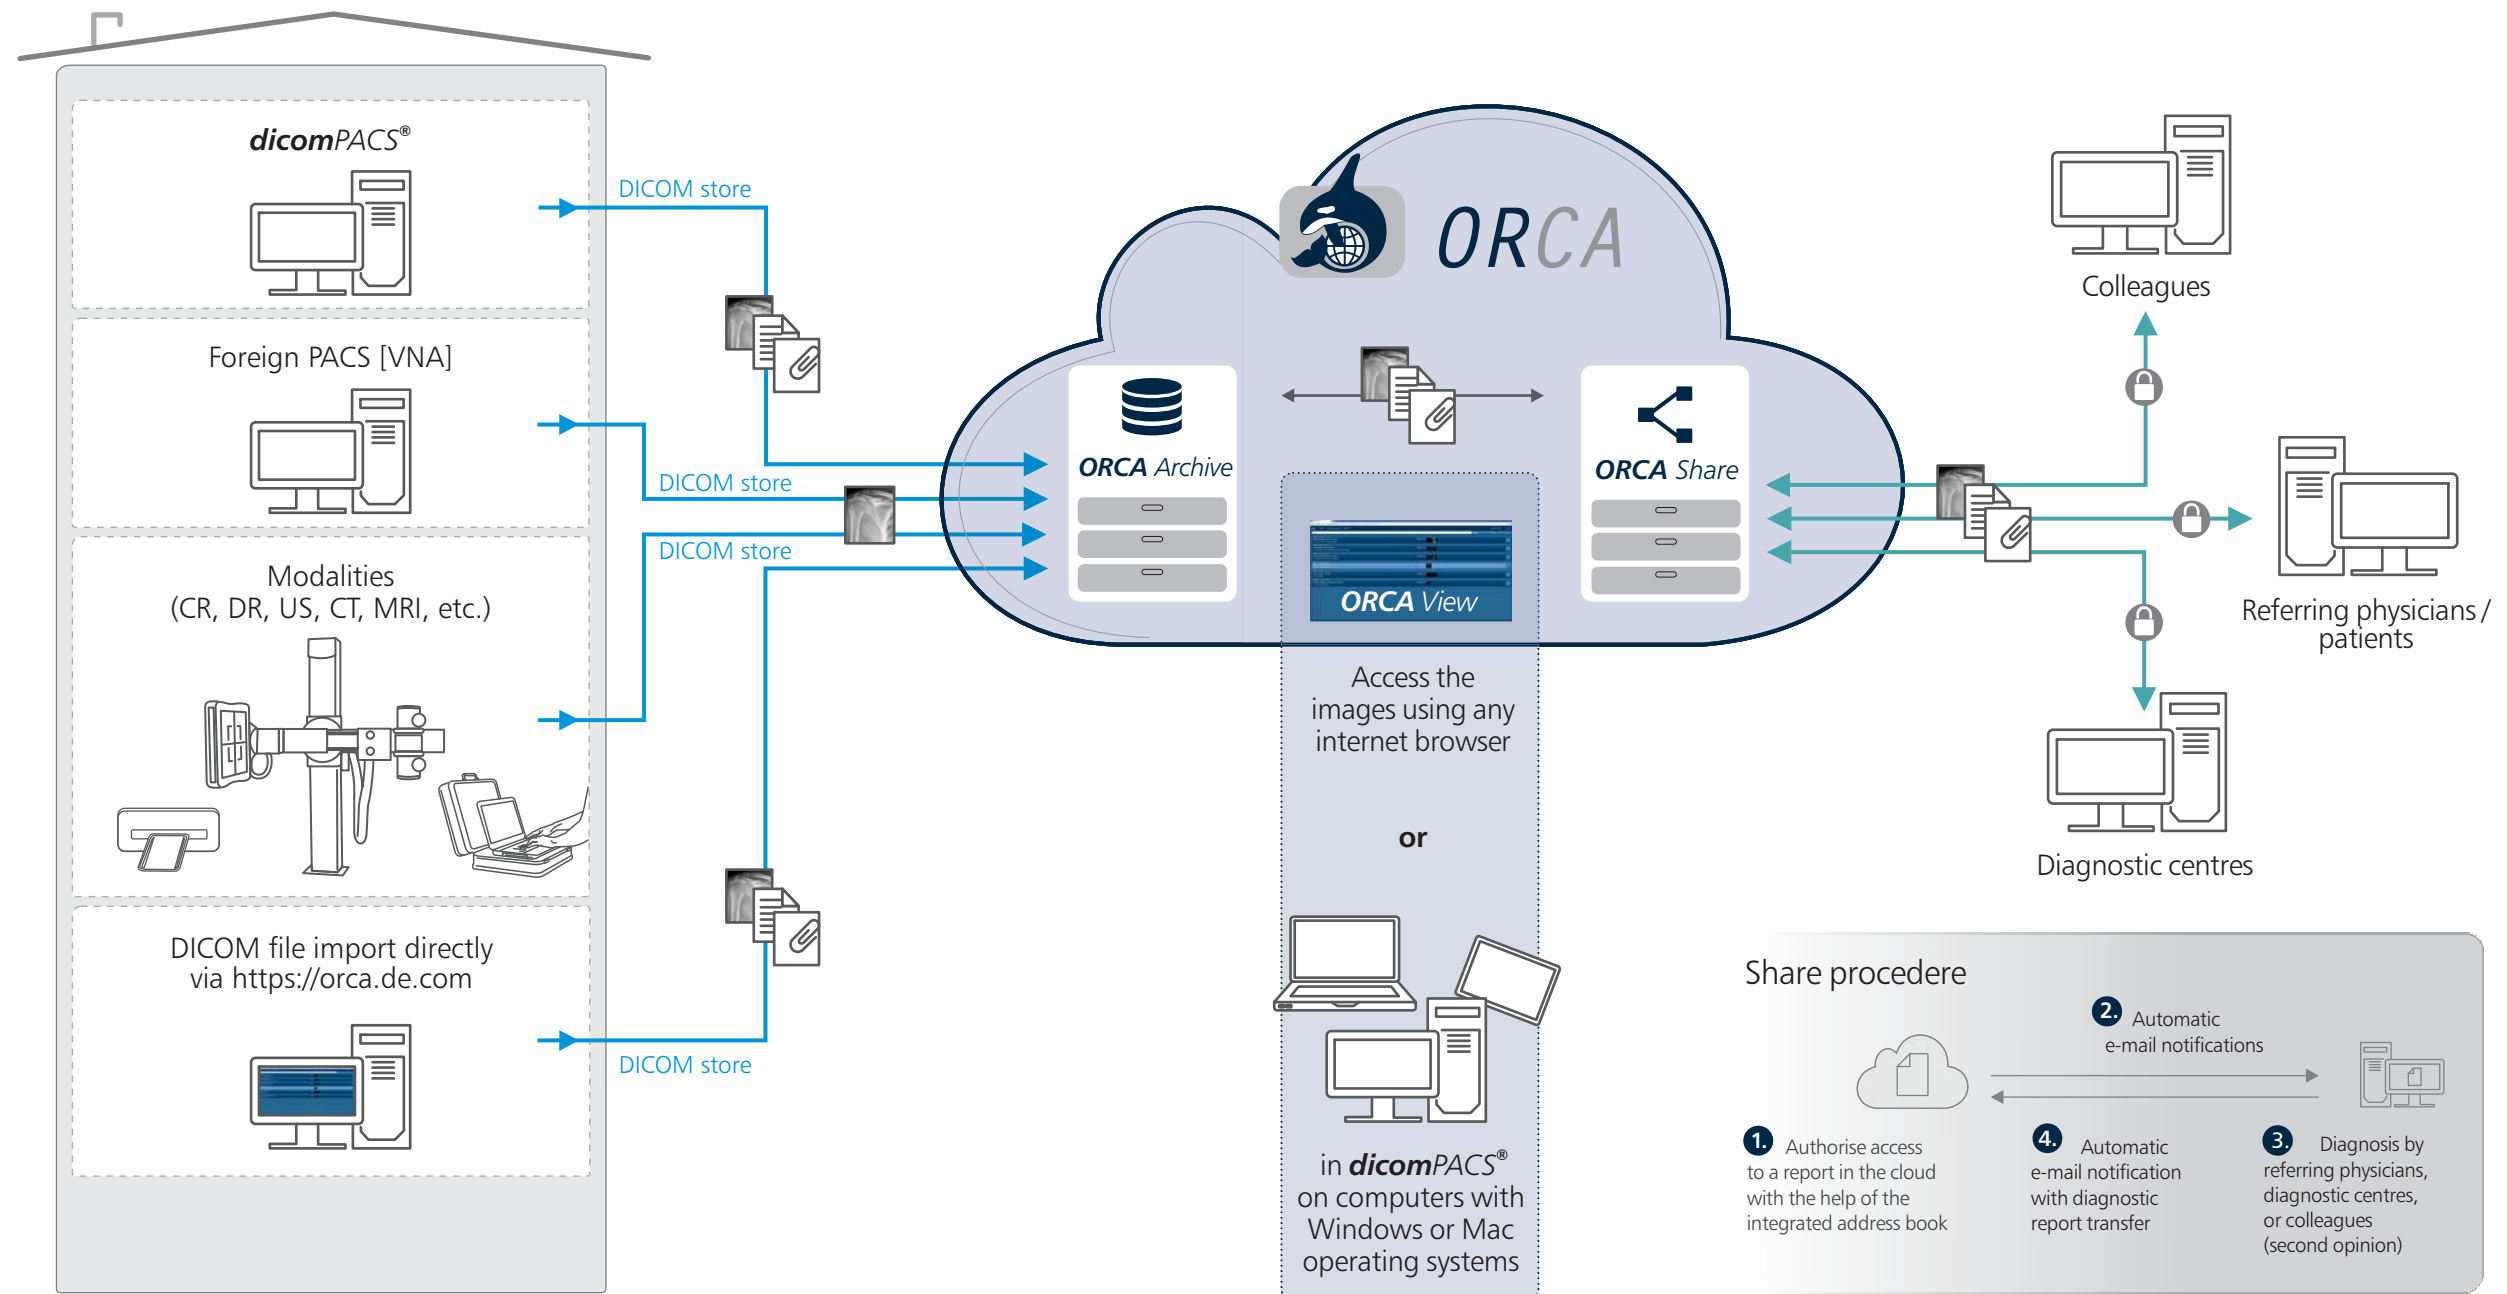 dicomPACS®
DICOM store
Foreign PACS [VNA]
DICOM store
Modalities
(CR, DR, US, CT, MRI, etc.)
DICOM store
DICOM file import directly
via https://orca.de.com
DICOM store
ORCA
ORCA Archive
ORCA Share
ORCA View
Access the
images using any
internet browser
or
in dicomPACS®
on computers with
Windows or Mac
operating systems
Colleagues
Referring physicians /
patients
Diagnostic centres
Share procedere
2. Automatic
e-mail notifications
1. Authorise access
to a report in the cloud
with the help of the
integrated address book
4. Automatic
e-mail notification
with diagnostic
report transfer
3. Diagnosis by
referring physicians,
diagnostic centres,
or colleagues
(second opinion)